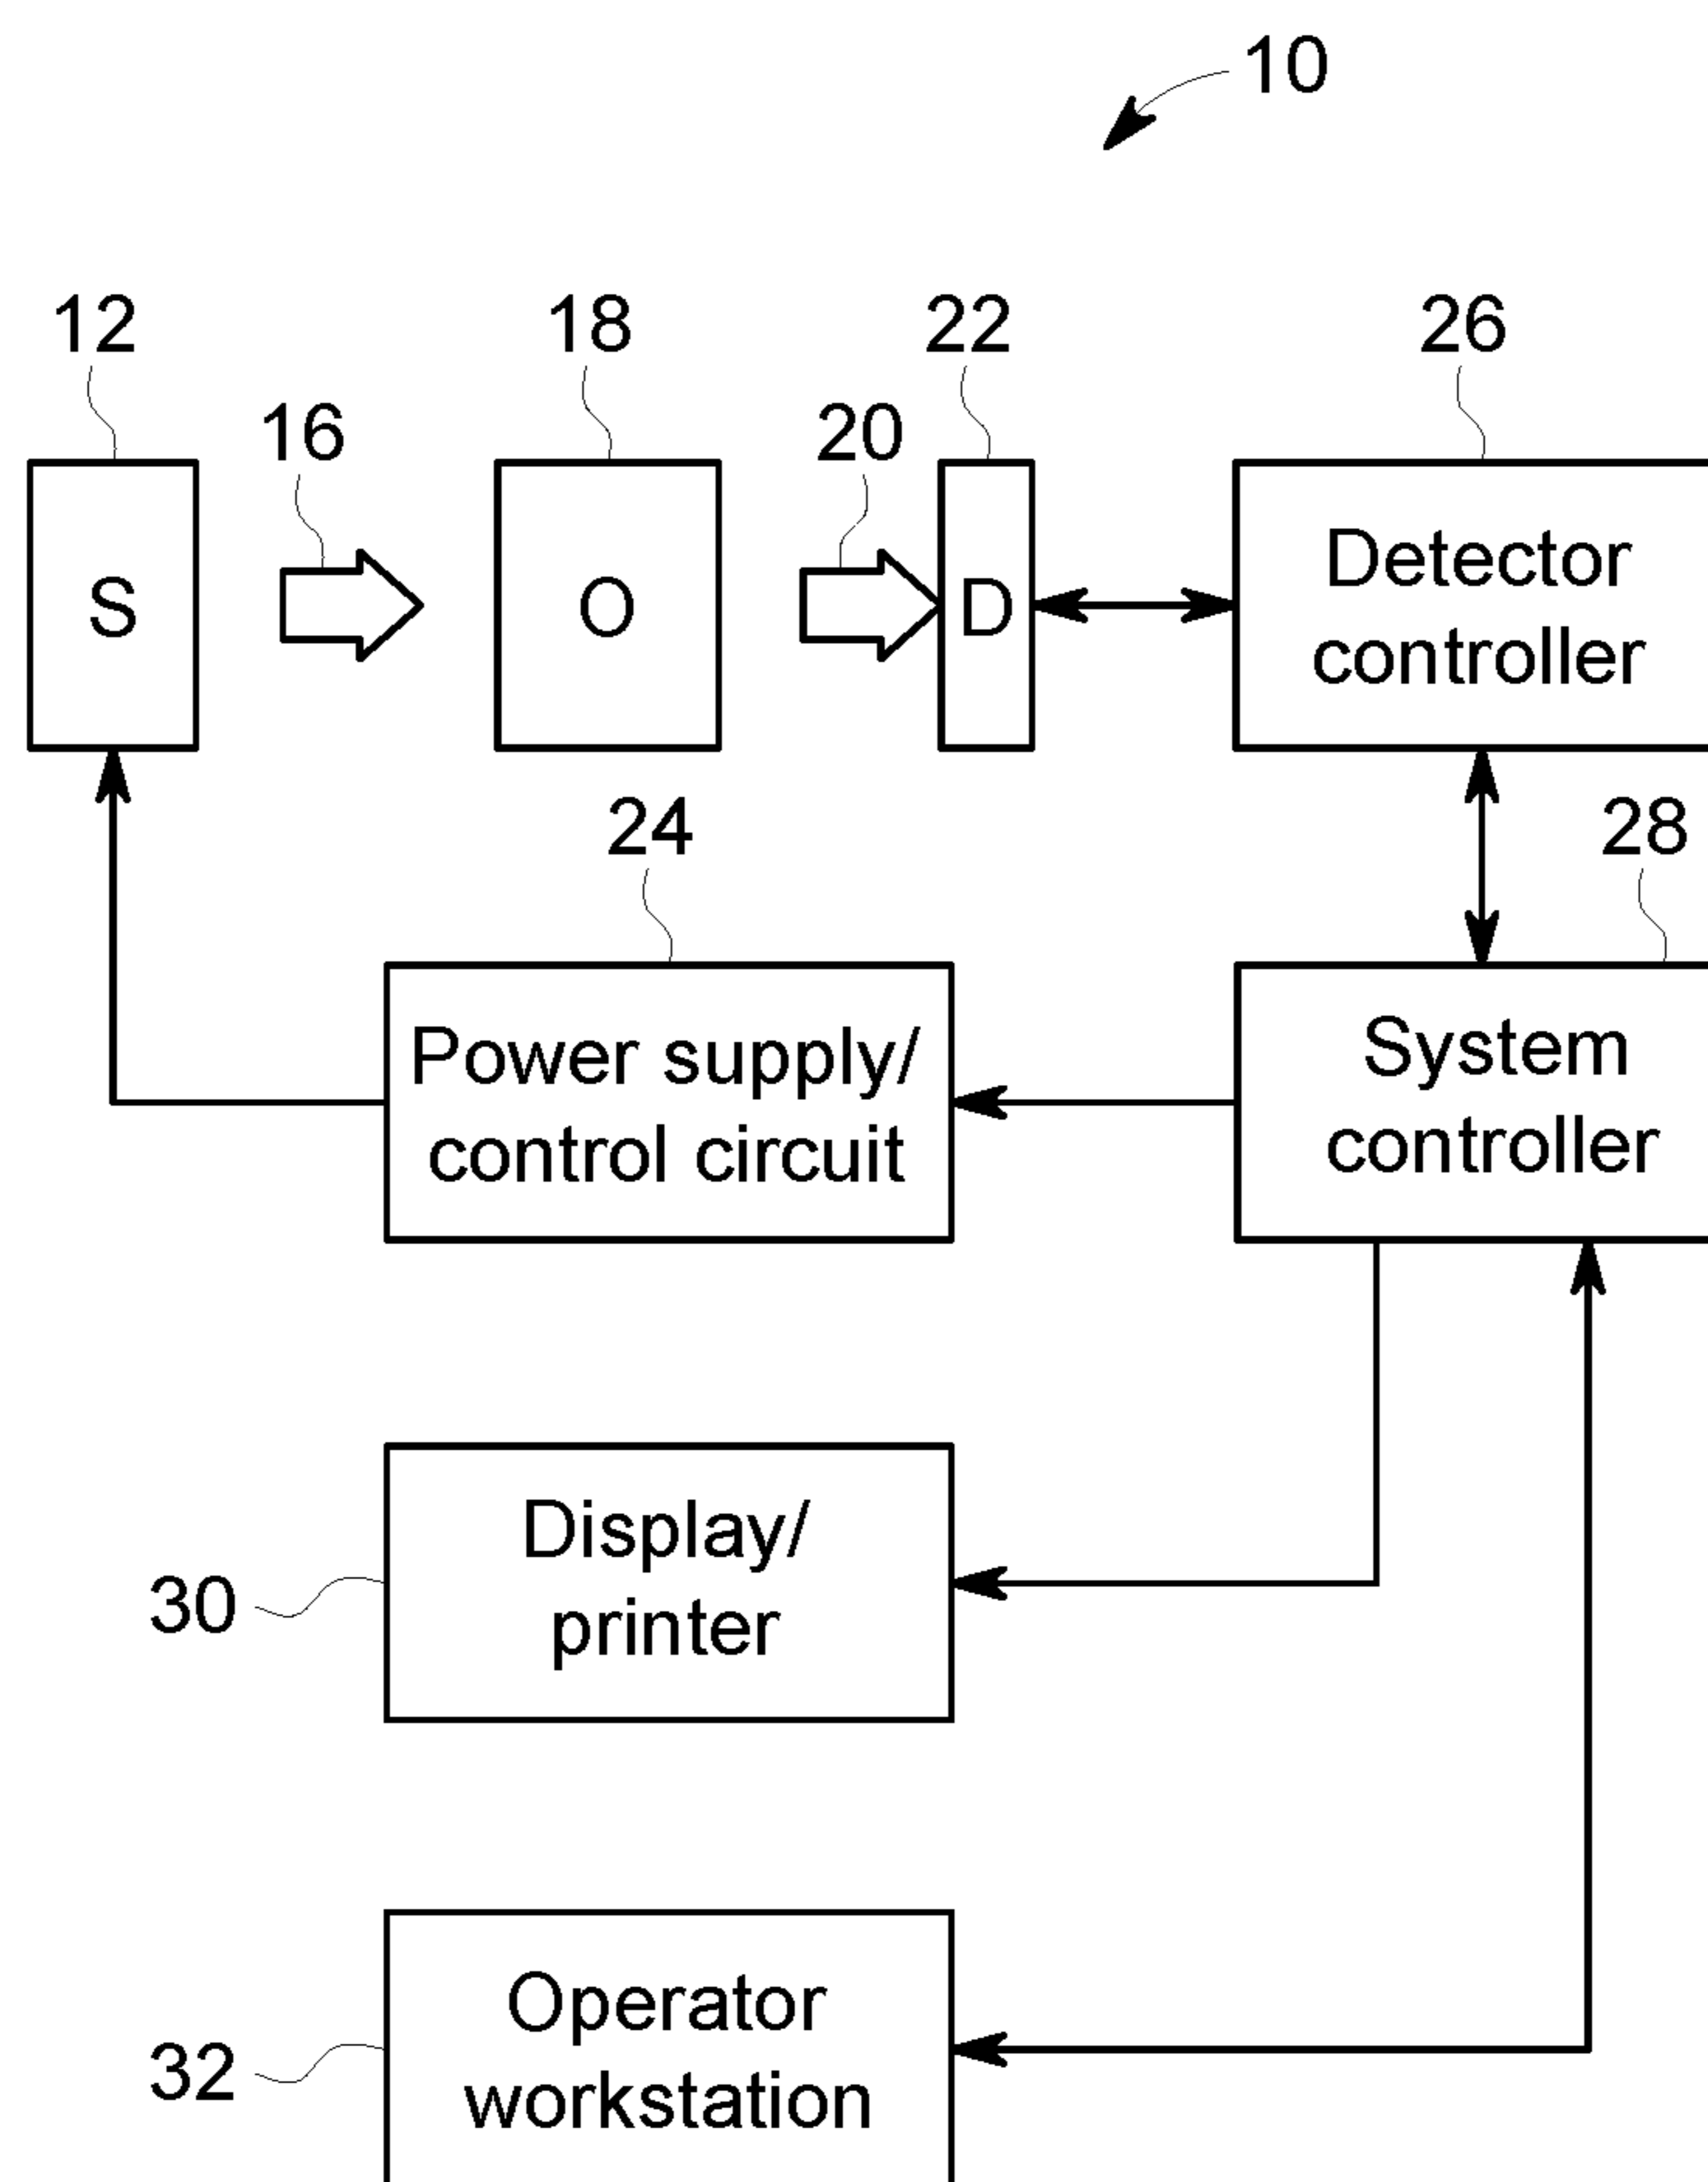 10
12
18
22
26
16
20
S
O
D
Detector
controller
24
28
Power supply/
control circuit
System
controller
30
Display/
printer
32
Operator
workstation